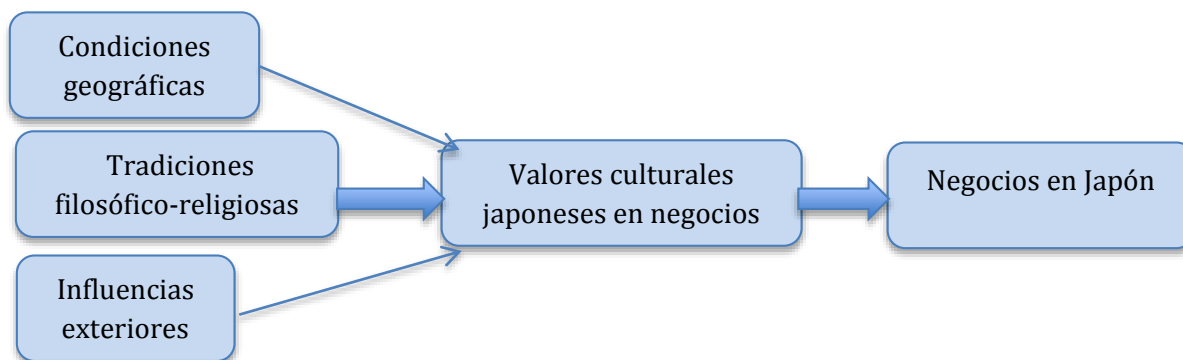 Condiciones
geográficas
Tradiciones
filosófico-religiosas
Influencias
exteriores
Valores culturales
japoneses en negocios
Negocios en Japón